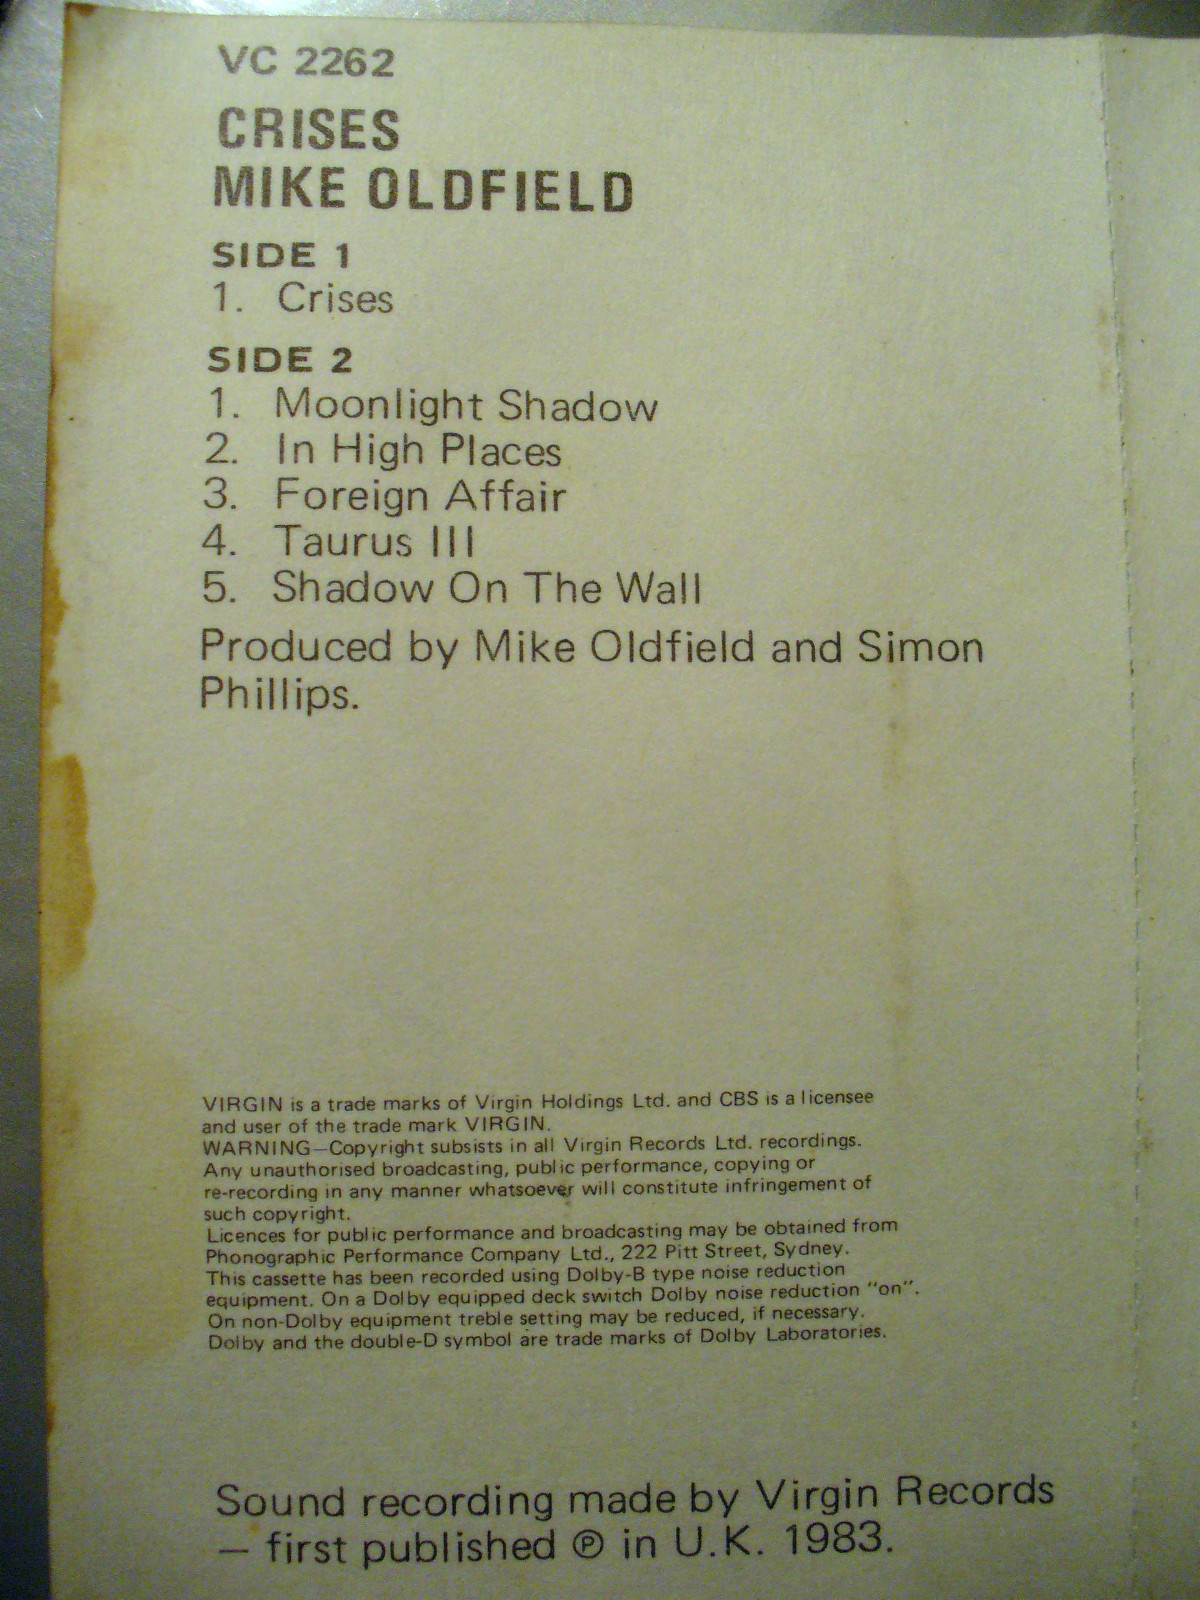 VC 2262
CRISES
MIKE OLDFIELD
SIDE 1
1. Crises
SIDE 2
1. Moonlight Shadow
2. In High Places
3. Foreign Affair
4. Taurus III
5. Shadow On The Wall
Produced by Mike Oldfield and Simon
Phillips.
VIRGIN is a trade marks of Virgin Holdings Ltd. and CBS is a licensee
and user of the trade mark VIRGIN.
WARNING—Copyright subsists in all Virgin Records Ltd. recordings.
Any unauthorised broadcasting, public performance, copying or
re-recording in any manner whatsoever will constitute infringement of
such copyright.
Licences for public performance and broadcasting may be obtained from
Phonographic Performance Company Ltd., 222 Pitt Street, Sydney.
This cassette has been recorded using Dolby-B type noise reduction
equipment. On a Dolby equipped deck switch Dolby noise reduction "on".
On non-Dolby equipment treble setting may be reduced, if necessary.
Dolby and the double-D symbol are trade marks of Dolby Laboratories.
Sound recording made by Virgin Records
— first published ℗ in U.K. 1983.